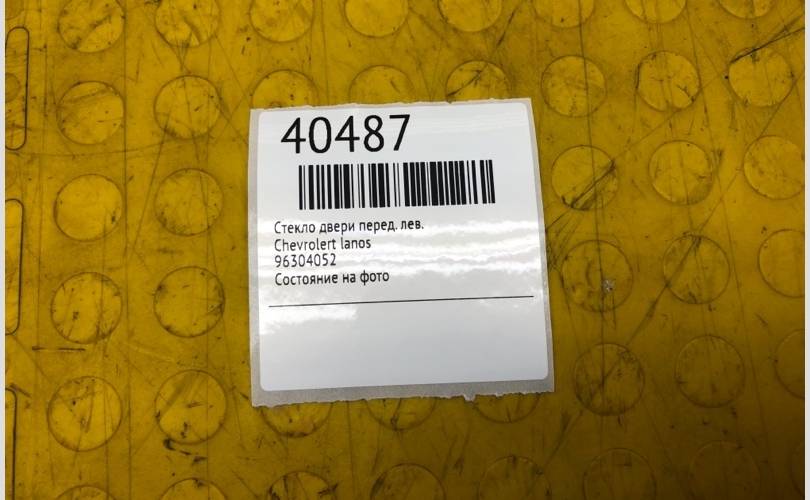 40487
Стекло двери перед. лев.
Chevrolert lanos
96304052
Состояние на фото